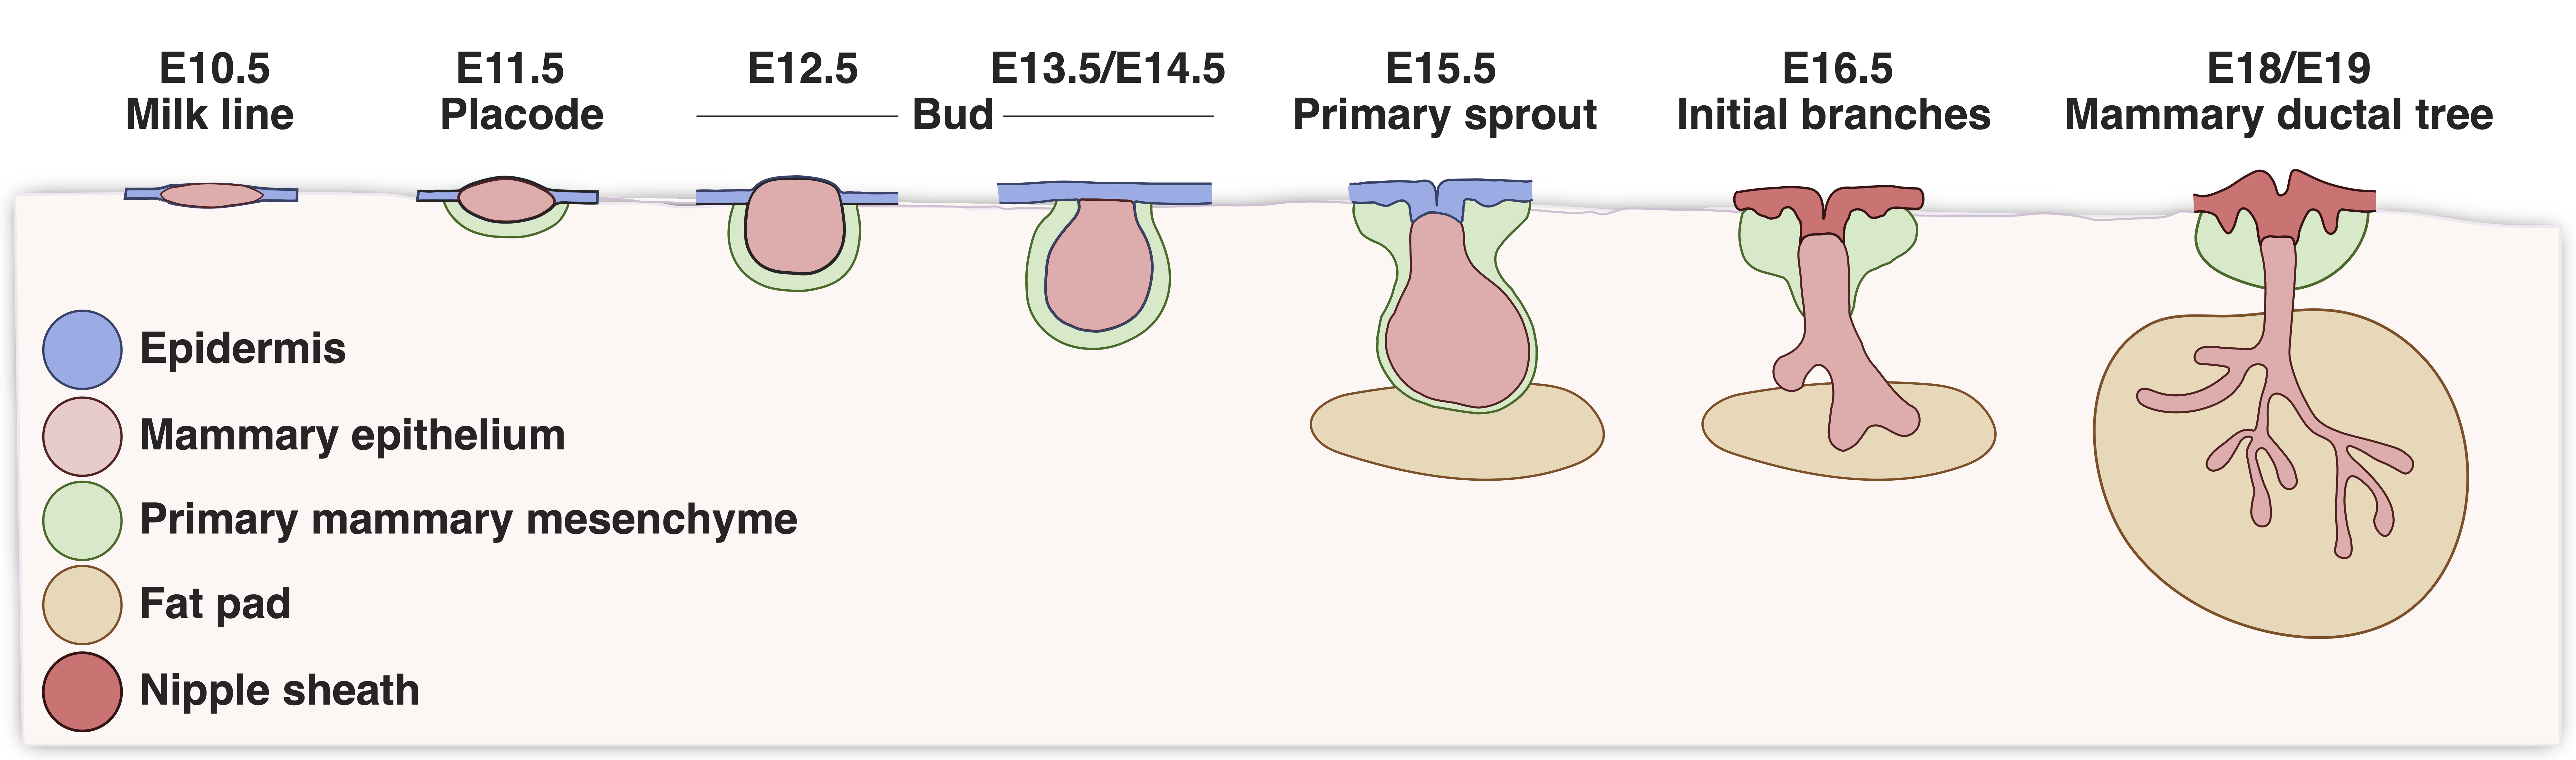 E10.5
Milk line
E11.5
Placode
E12.5
E13.5/E14.5
Bud
E15.5
Primary sprout
E16.5
Initial branches
E18/E19
Mammary ductal tree
Epidermis
Mammary epithelium
Primary mammary mesenchyme
Fat pad
Nipple sheath